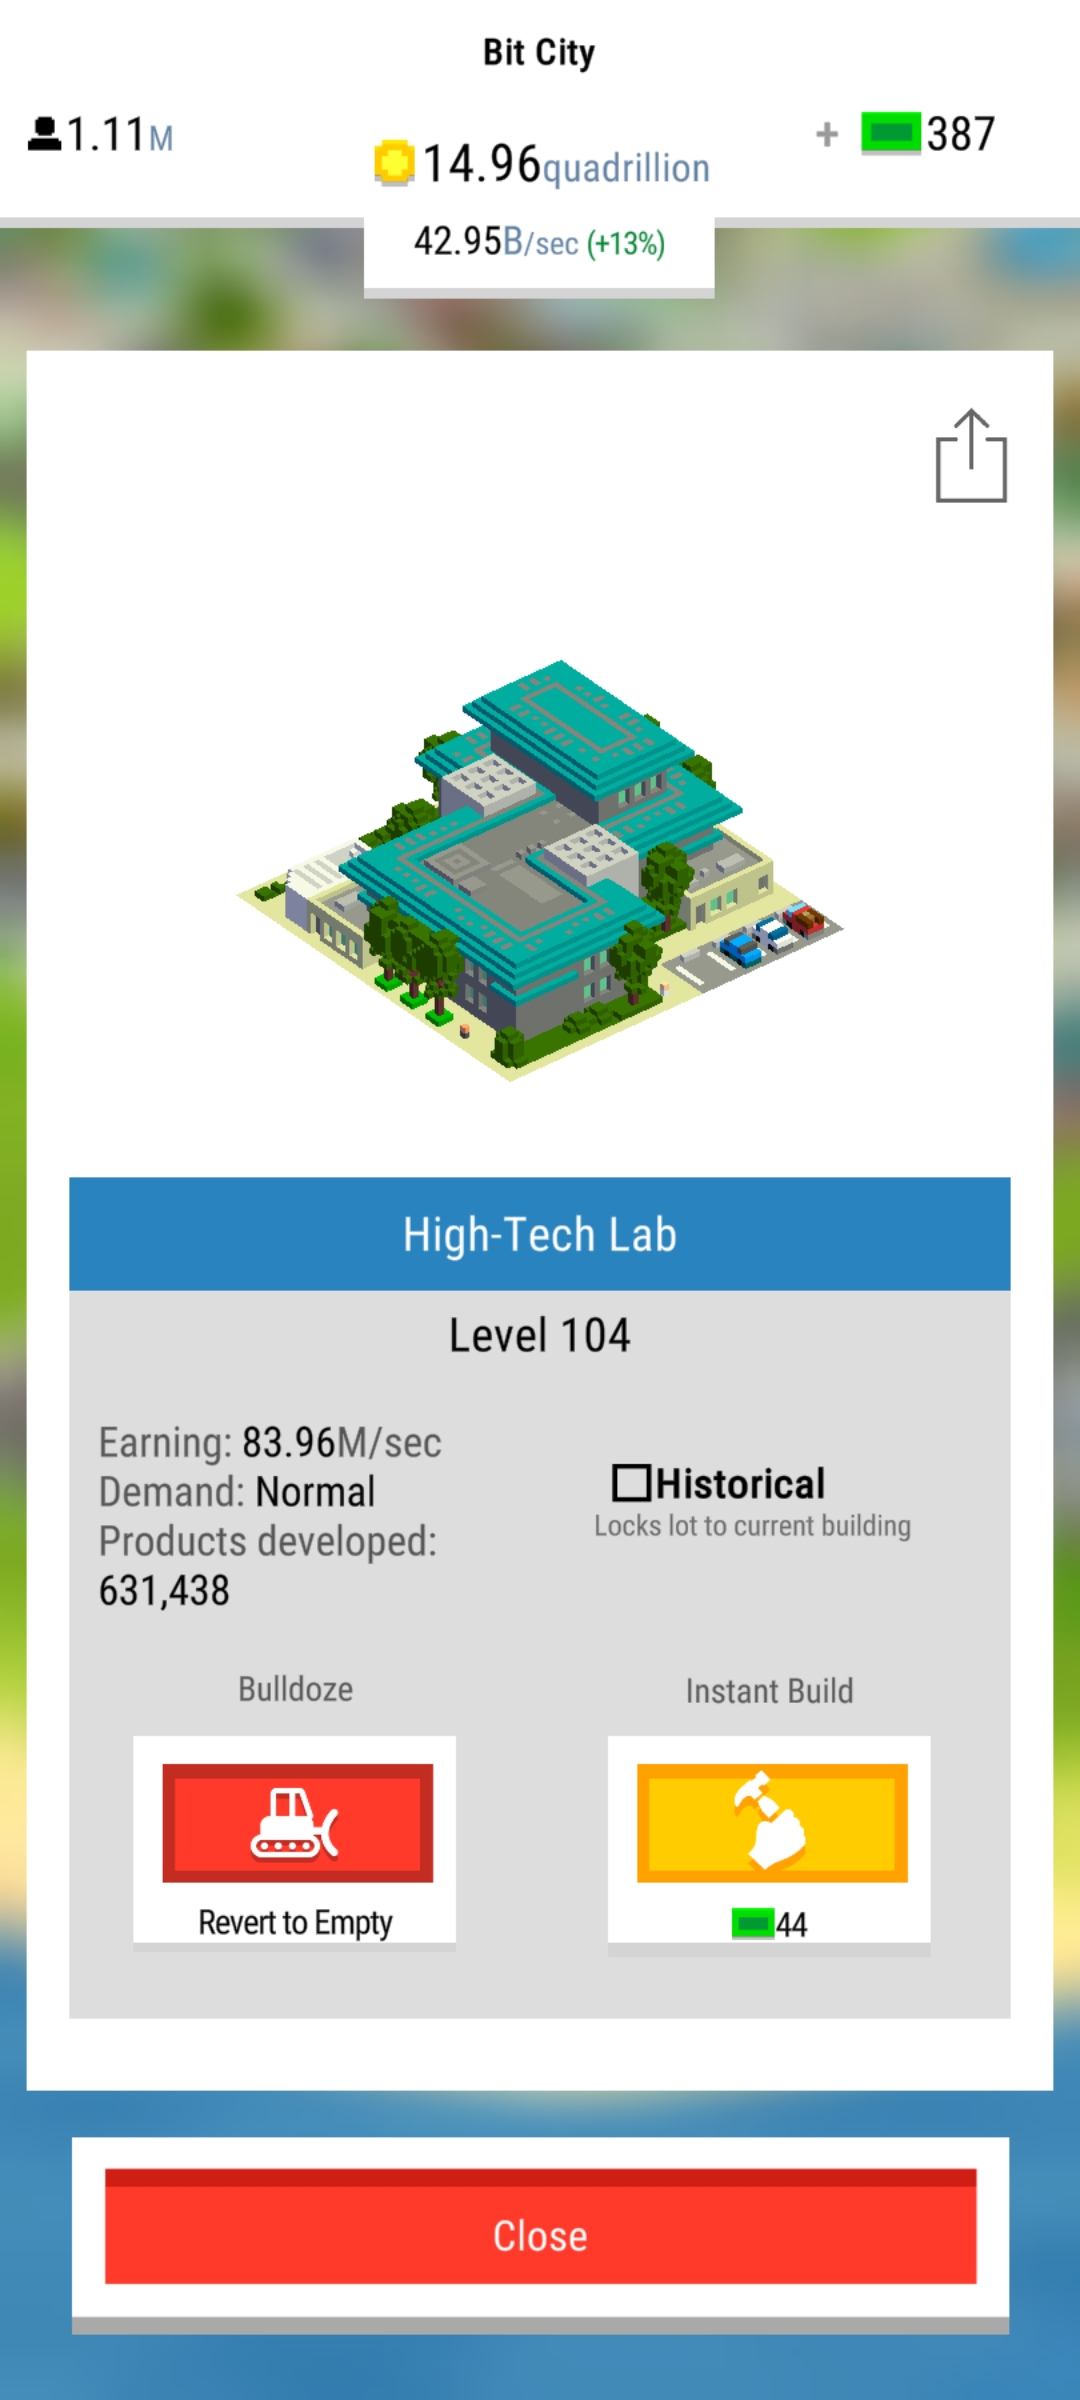 Bit City
1.11M
14.96quadrillion
+ 387
42.95B/sec (+13%)
High-Tech Lab
Level 104
Earning: 83.96M/sec
Demand: Normal
Products developed:
631,438
Historical
Locks lot to current building
Bulldoze
Instant Build
Revert to Empty
44
Close